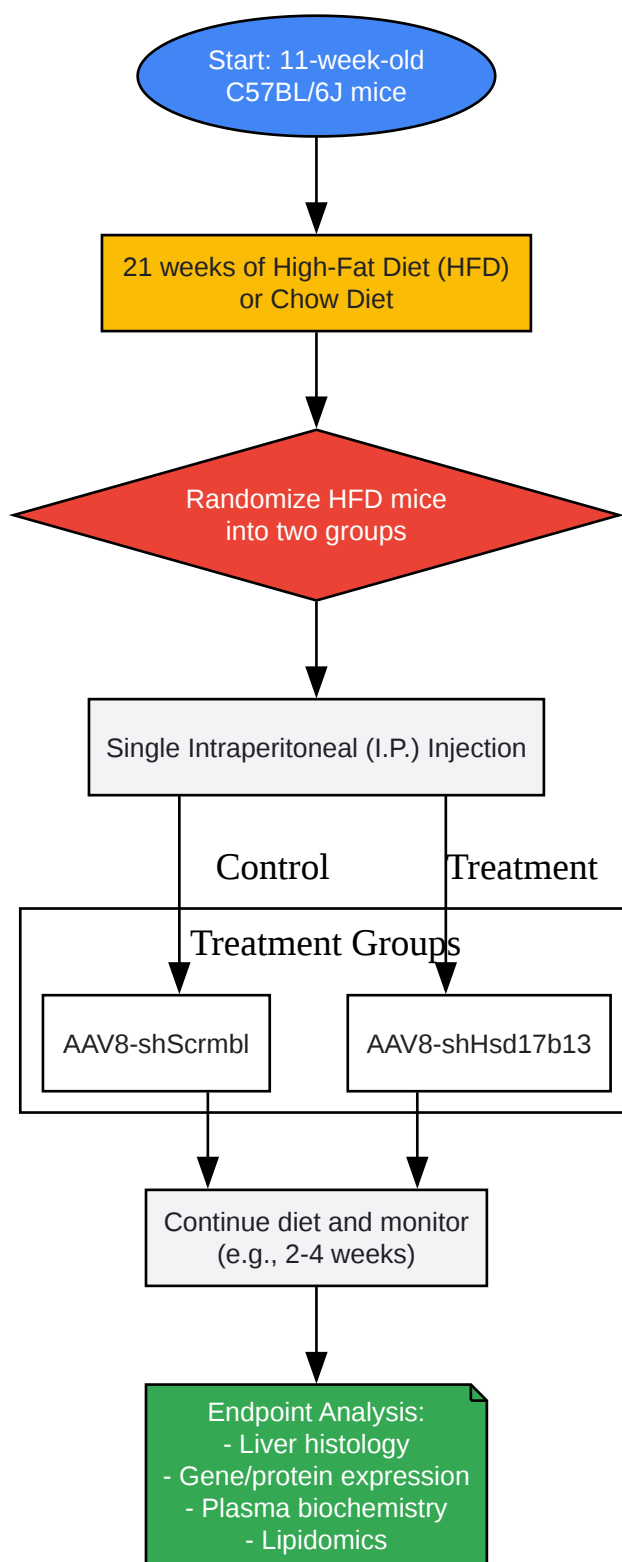 Start: 11-week-old
C57BL/6J mice
21 weeks of High-Fat Diet (HFD)
or Chow Diet
Randomize HFD mice
into two groups
Single Intraperitoneal (I.P.) Injection
Control
Treatment
Treatment Groups
AAV8-shScrmbl
AAV8-shHsd17b13
Continue diet and monitor
(e.g., 2-4 weeks)
Endpoint Analysis:
- Liver histology
- Gene/protein expression
- Plasma biochemistry
- Lipidomics